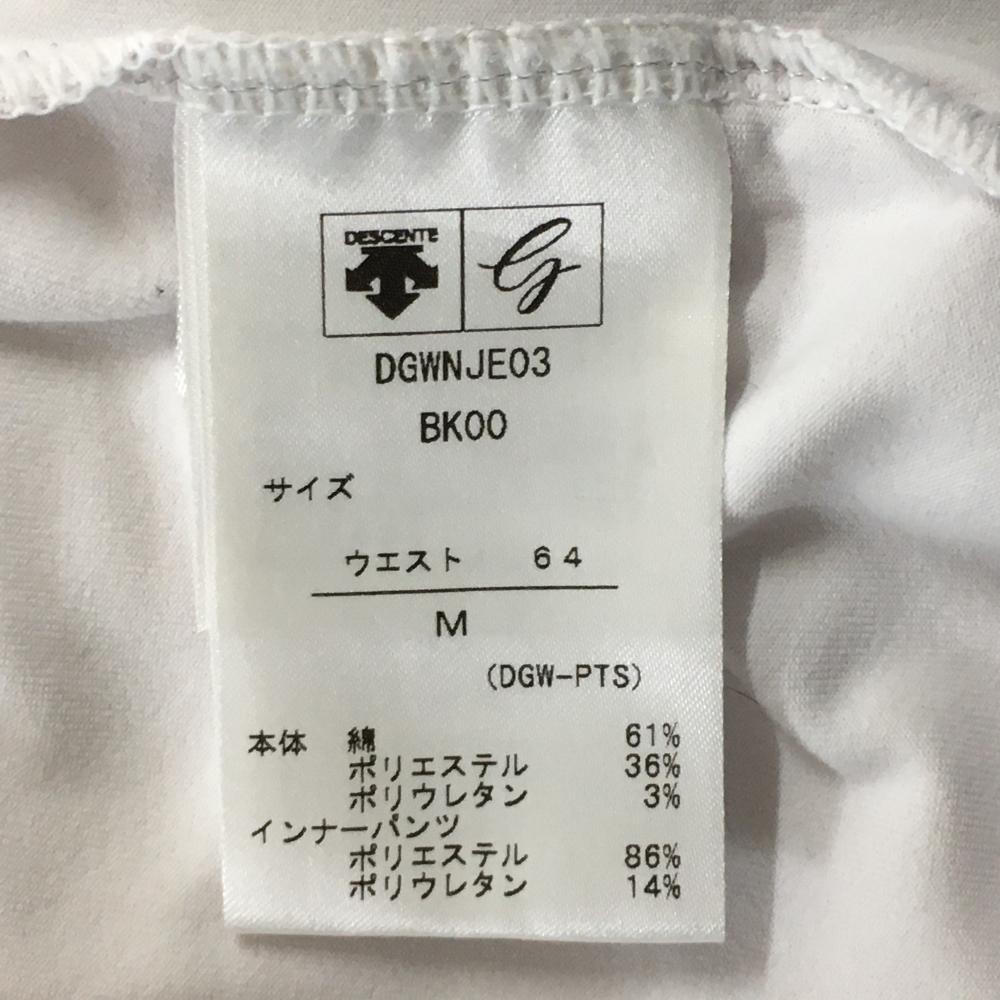 DESCENTE G
DGWNJE03
BK00
サイズ
ウエスト 64
M
(DGW-PTS)
本体 綿 61%
ポリエステル 36%
ポリウレタン 3%
インナーパンツ
ポリエステル 86%
ポリウレタン 14%